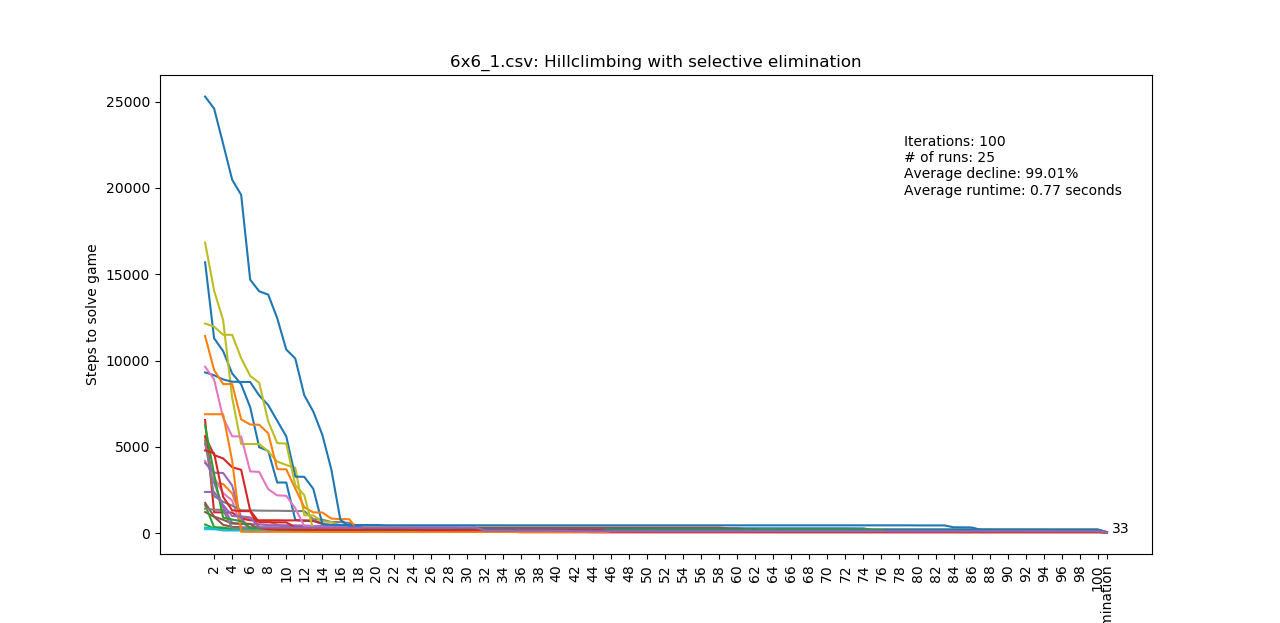 6x6_1.csv: Hillclimbing with selective elimination
25000
20000
15000
10000
5000
0
Steps to solve game
Iterations: 100
# of runs: 25
Average decline: 99.01%
Average runtime: 0.77 seconds
33
2 4 6 8 10 12 14 16 18 20 22 24 26 28 30 32 34 36 38 40 42 44 46 48 50 52 54 56 58 60 62 64 66 68 70 72 74 76 78 80 82 84 86 88 90 92 94 96 98 100
mination